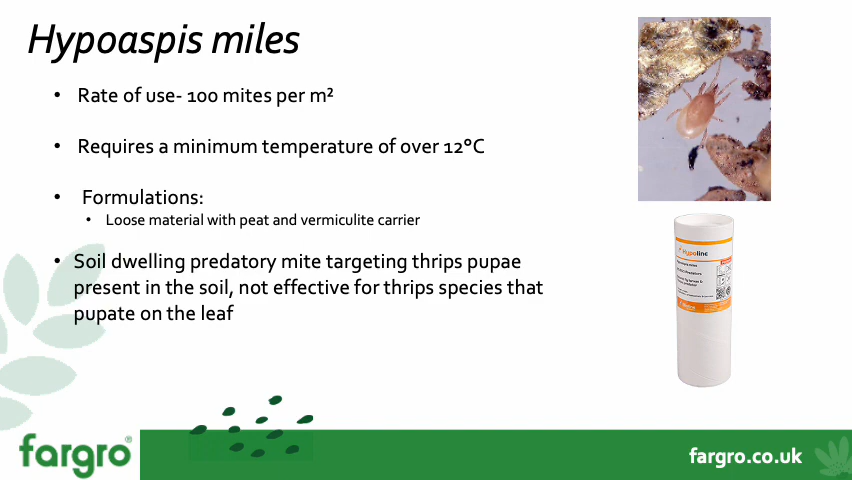 Hypoaspis miles
• Rate of use- 100 mites per m²
• Requires a minimum temperature of over 12°C
• Formulations:
• Loose material with peat and vermiculite carrier
• Soil dwelling predatory mite targeting thrips pupae
present in the soil, not effective for thrips species that
pupate on the leaf
Hypoline
fargro®
fargro.co.uk